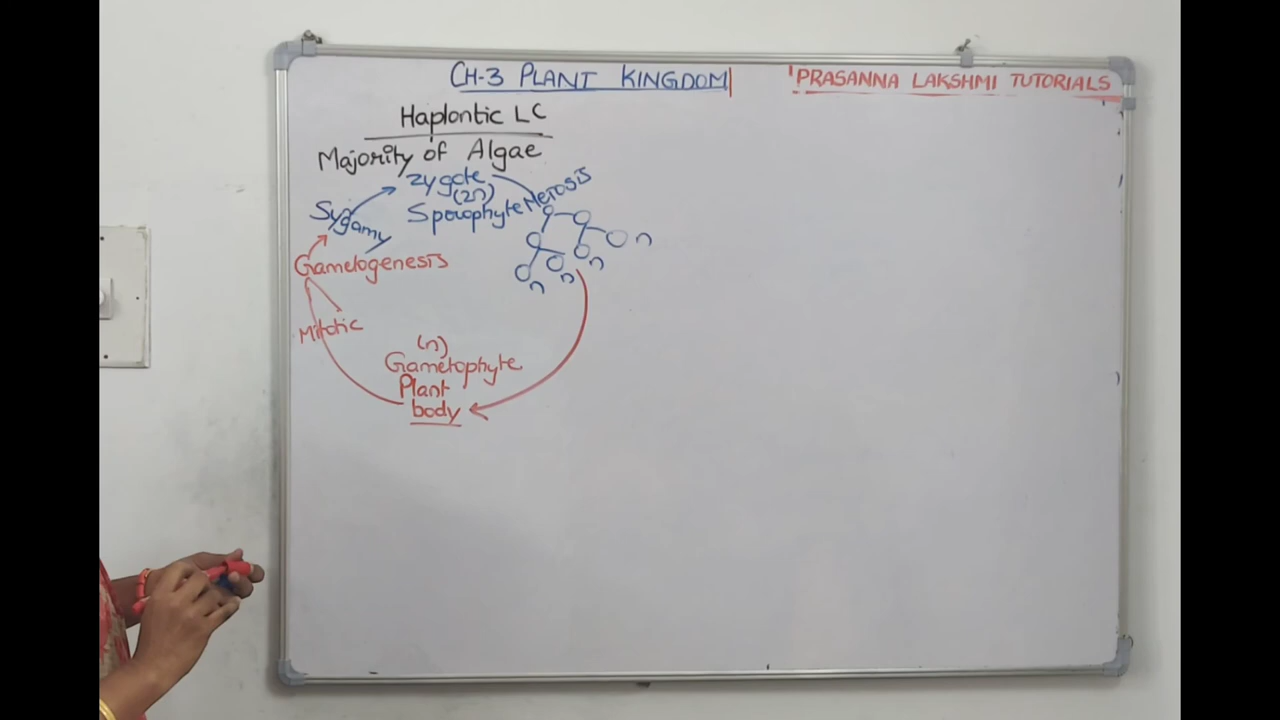 CH-3 PLANT KINGDOM
PRASANNA LAKSHMI TUTORIALS
Haplontic LC
Majority of Algae
Zygote
(2n)
Sporophyte
Meiosis
Sygamy
n
n
n
n
Gametogenesis
Mitotic
(n)
Gametophyte
Plant
body